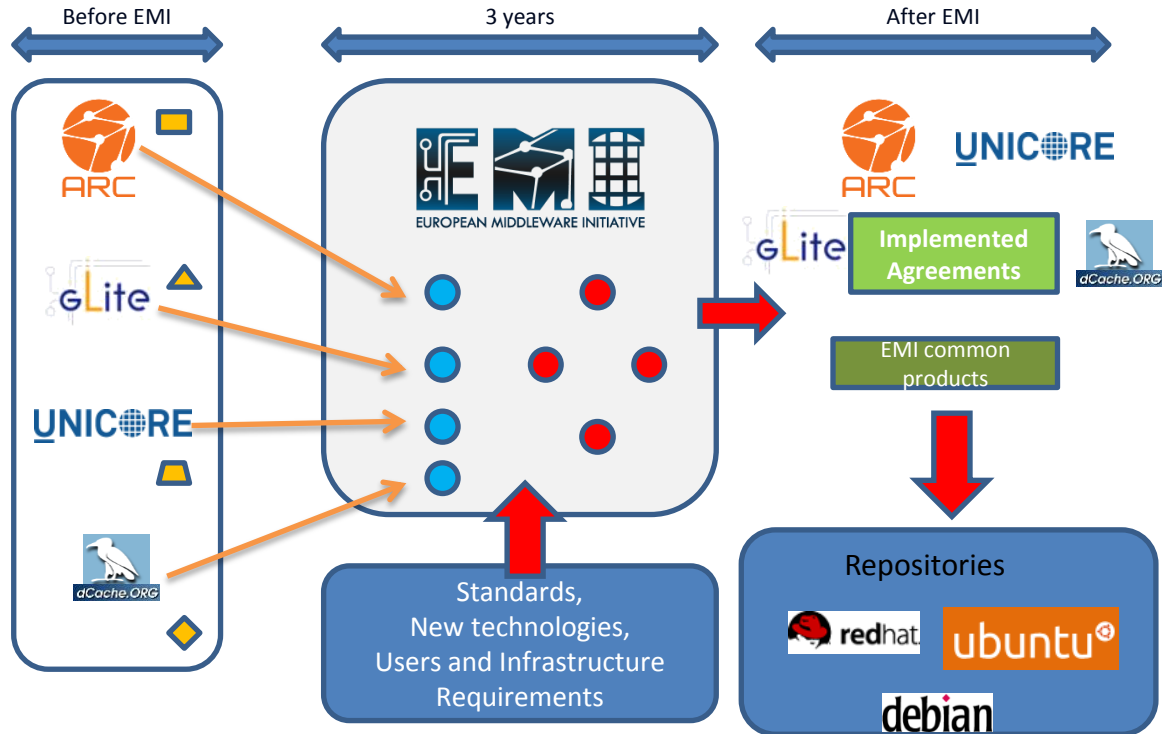 Before EMI
3 years
After EMI
ARC
gLite
UNICORE
dCache.ORG
EMI
EUROPEAN MIDDLEWARE INITIATIVE
Standards,
New technologies,
Users and Infrastructure
Requirements
ARC
UNICORE
gLite
Implemented
Agreements
dCache.ORG
EMI common
products
Repositories
redhat.
ubuntu
debian